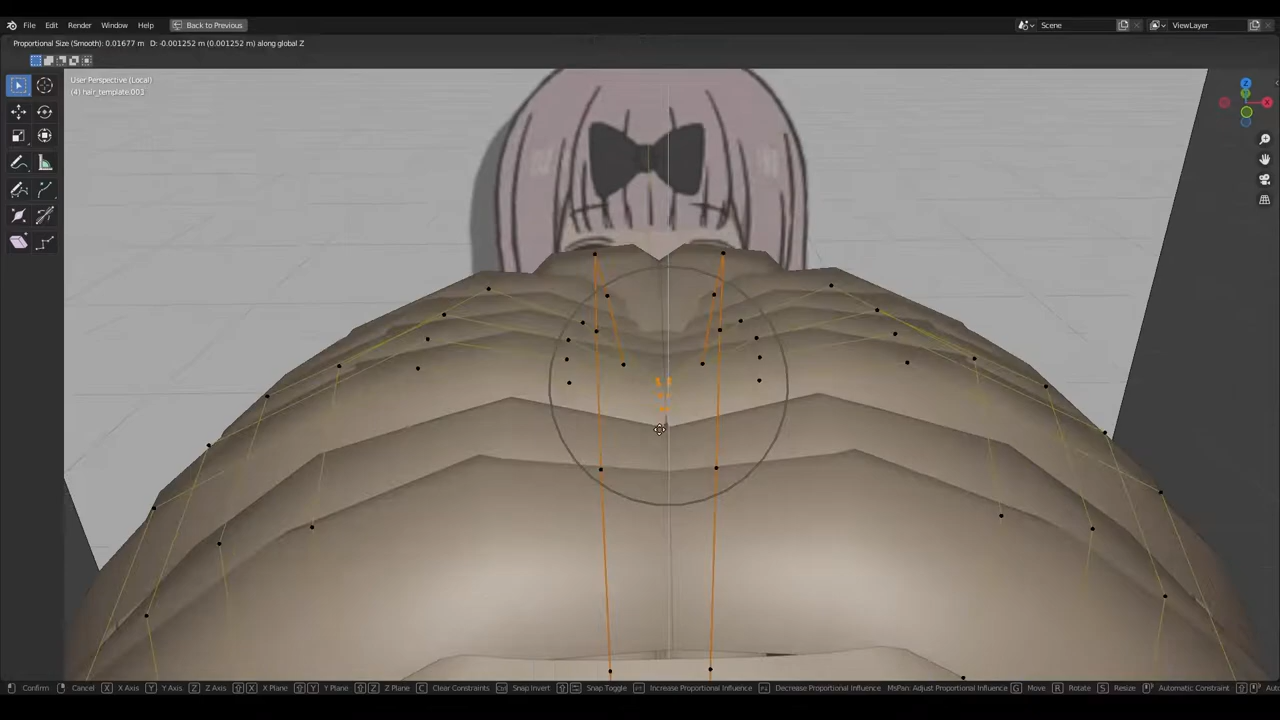 File Edit Render Window Help Back to Previous Scene ViewLayer
Proportional Size (Smooth): 0.01677 m D: -0.001252 m (0.001252 m) along global Z
User Perspective (Local)
(4) hair_template.001
Z
X
Confirm Cancel X X Axis Y Y Axis Z Z Axis X X Plane Y Y Plane Z Z Plane C Clear Constraints Snap Invert Snap Toggle Increase Proportional Influence Decrease Proportional Influence MsPan: Adjust Proportional Influence G Move R Rotate S Resize Automatic Constraint